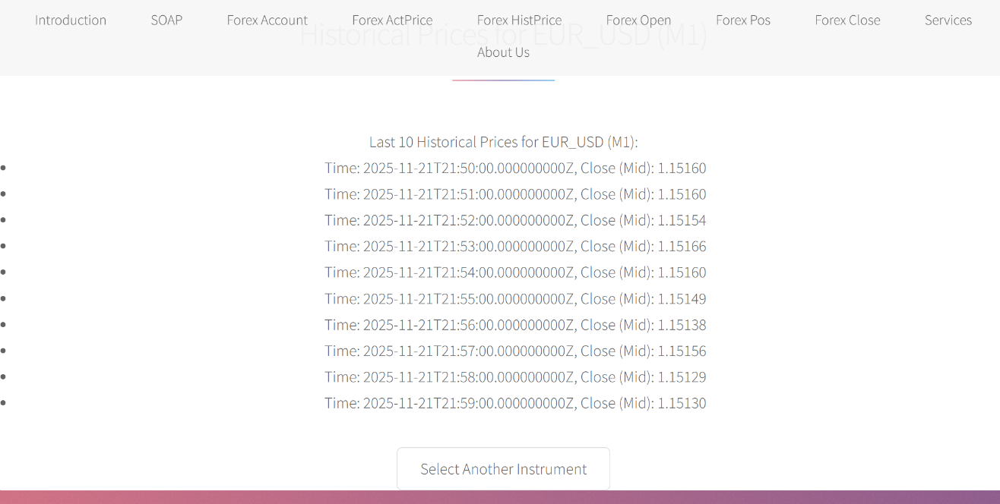 Introduction SOAP Forex Account Forex ActPrice Forex HistPrice Forex Open Forex Pos Forex Close Services
Historical Prices for EUR_USD (M1)
About Us
Last 10 Historical Prices for EUR_USD (M1):
Time: 2025-11-21T21:50:00.000000000Z, Close (Mid): 1.15160
Time: 2025-11-21T21:51:00.000000000Z, Close (Mid): 1.15160
Time: 2025-11-21T21:52:00.000000000Z, Close (Mid): 1.15154
Time: 2025-11-21T21:53:00.000000000Z, Close (Mid): 1.15166
Time: 2025-11-21T21:54:00.000000000Z, Close (Mid): 1.15160
Time: 2025-11-21T21:55:00.000000000Z, Close (Mid): 1.15149
Time: 2025-11-21T21:56:00.000000000Z, Close (Mid): 1.15138
Time: 2025-11-21T21:57:00.000000000Z, Close (Mid): 1.15156
Time: 2025-11-21T21:58:00.000000000Z, Close (Mid): 1.15129
Time: 2025-11-21T21:59:00.000000000Z, Close (Mid): 1.15130
Select Another Instrument